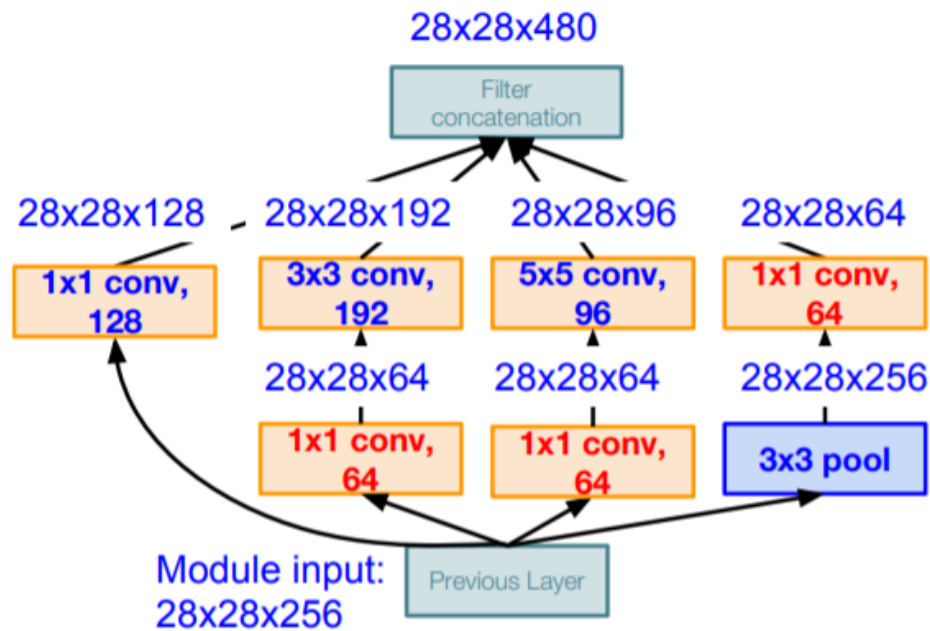 28x28x480
Filter
concatenation
28x28x128
28x28x192
28x28x96
28x28x64
1x1 conv,
128
3x3 conv,
192
5x5 conv,
96
1x1 conv,
64
28x28x64
28x28x64
28x28x256
1x1 conv,
64
1x1 conv,
64
3x3 pool
Module input:
28x28x256
Previous Layer